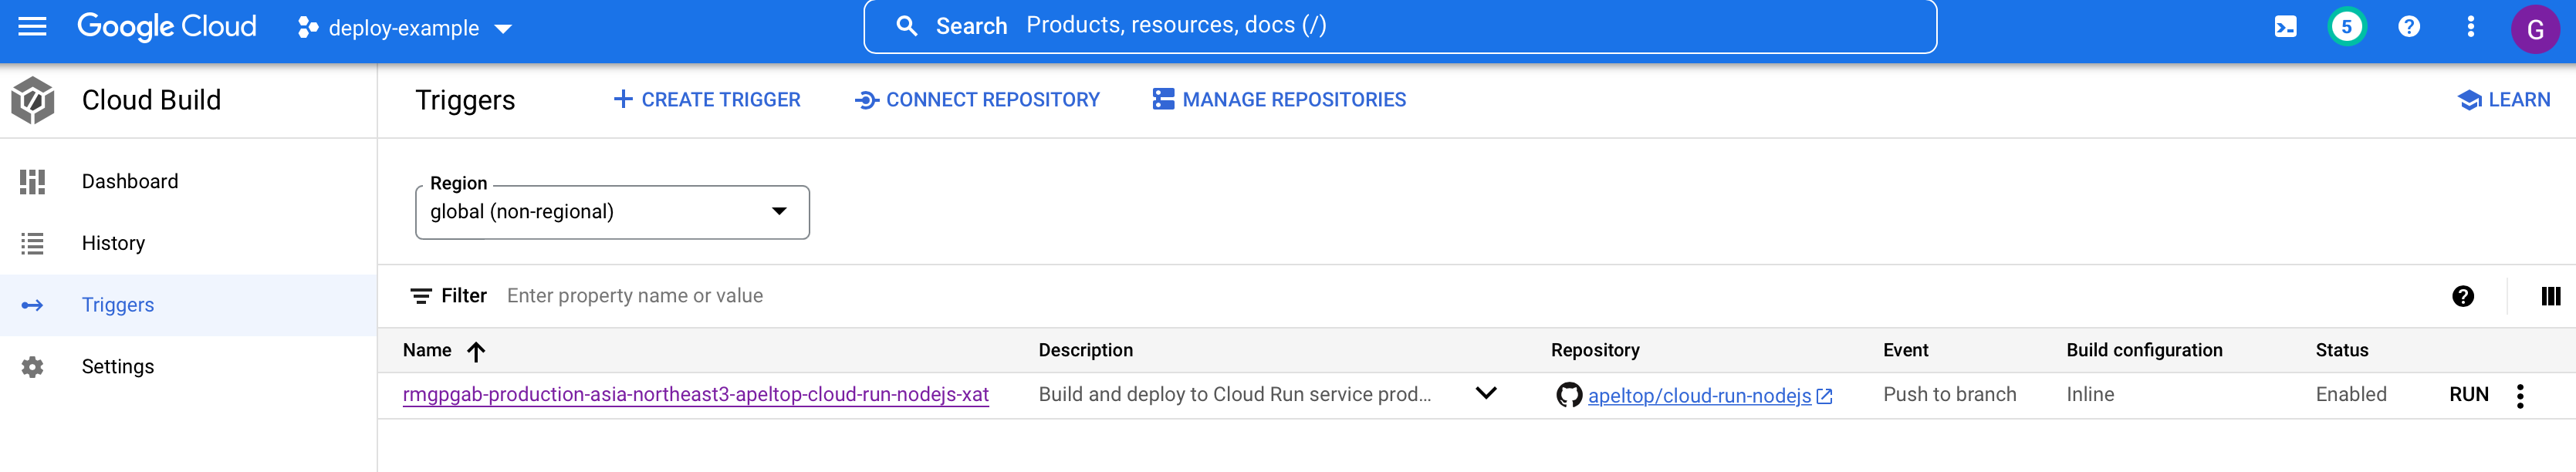 Google Cloud
deploy-example
Search Products, resources, docs (/)
5
G
Cloud Build
Triggers
CREATE TRIGGER
CONNECT REPOSITORY
MANAGE REPOSITORIES
LEARN
Dashboard
History
Triggers
Settings
Region
global (non-regional)
Filter Enter property name or value
Name Description Repository Event Build configuration Status
rmgpgab-production-asia-northeast3-apeltop-cloud-run-nodejs-xat Build and deploy to Cloud Run service prod... apeltop/cloud-run-nodejs Push to branch Inline Enabled RUN